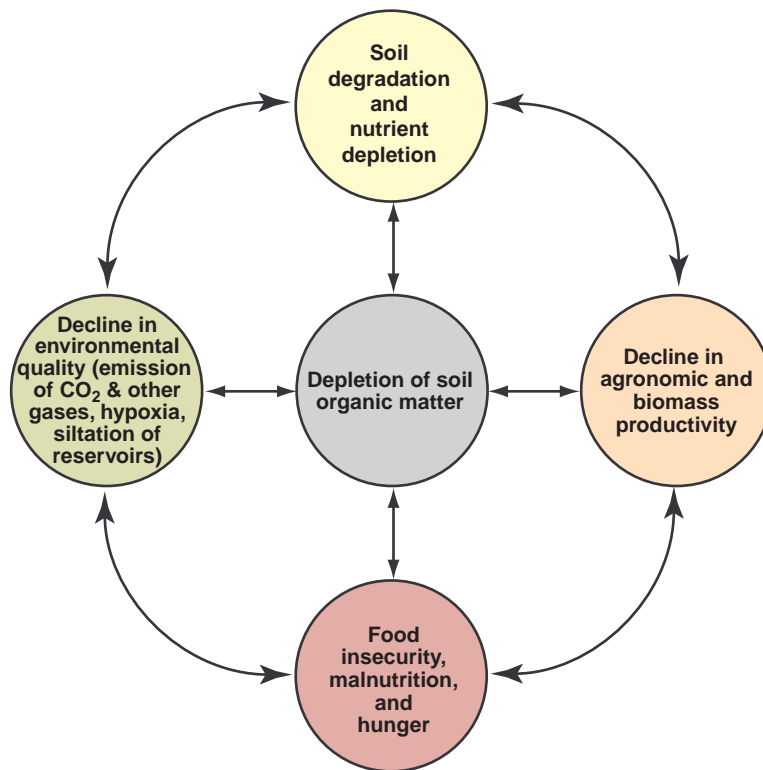 Soil
degradation
and
nutrient
depletion
Decline in
environmental
quality (emission
of CO₂ & other
gases, hypoxia,
siltation of
reservoirs)
Depletion of soil
organic matter
Decline in
agronomic and
biomass
productivity
Food
insecurity,
malnutrition,
and
hunger